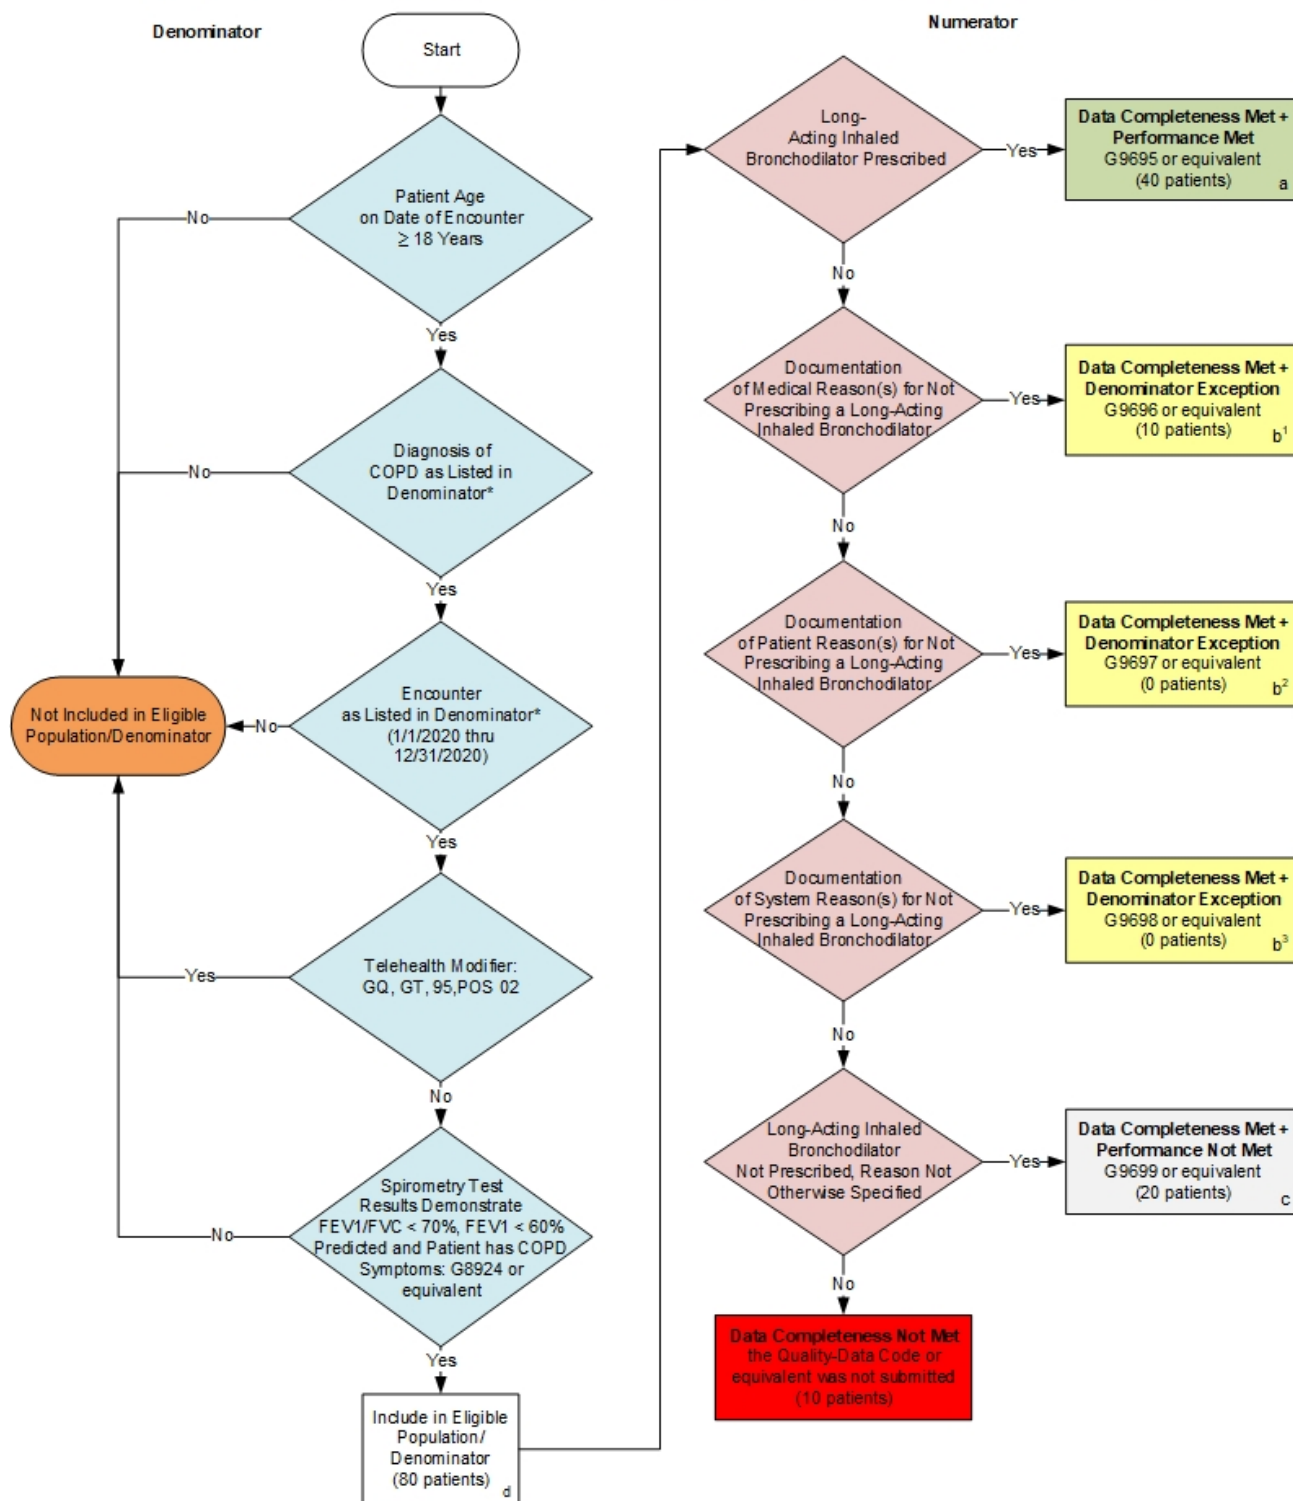 Denominator
Start
Patient Age
on Date of Encounter
≥ 18 Years
No
Yes
Diagnosis of
COPD as Listed in
Denominator*
No
Yes
Encounter
as Listed in Denominator*
(1/1/2020 thru
12/31/2020)
No
Not Included in Eligible
Population/Denominator
Yes
Telehealth Modifier:
GQ, GT, 95,POS 02
Yes
No
Spirometry Test
Results Demonstrate
FEV1/FVC < 70%, FEV1 < 60%
Predicted and Patient has COPD
Symptoms: G8924 or
equivalent
No
Yes
Include in Eligible
Population/
Denominator
(80 patients)
d
Numerator
Long-
Acting Inhaled
Bronchodilator Prescribed
Yes
Data Completeness Met +
Performance Met
G9695 or equivalent
(40 patients)
a
No
Documentation
of Medical Reason(s) for Not
Prescribing a Long-Acting
Inhaled Bronchodilator
Yes
Data Completeness Met +
Denominator Exception
G9696 or equivalent
(10 patients)
b¹
No
Documentation
of Patient Reason(s) for Not
Prescribing a Long-Acting
Inhaled Bronchodilator
Yes
Data Completeness Met +
Denominator Exception
G9697 or equivalent
(0 patients)
b²
No
Documentation
of System Reason(s) for Not
Prescribing a Long-Acting
Inhaled Bronchodilator
Yes
Data Completeness Met +
Denominator Exception
G9698 or equivalent
(0 patients)
b³
No
Long-Acting Inhaled
Bronchodilator
Not Prescribed, Reason Not
Otherwise Specified
Yes
Data Completeness Met +
Performance Not Met
G9699 or equivalent
(20 patients)
c
No
Data Completeness Not Met
the Quality-Data Code or
equivalent was not submitted
(10 patients)